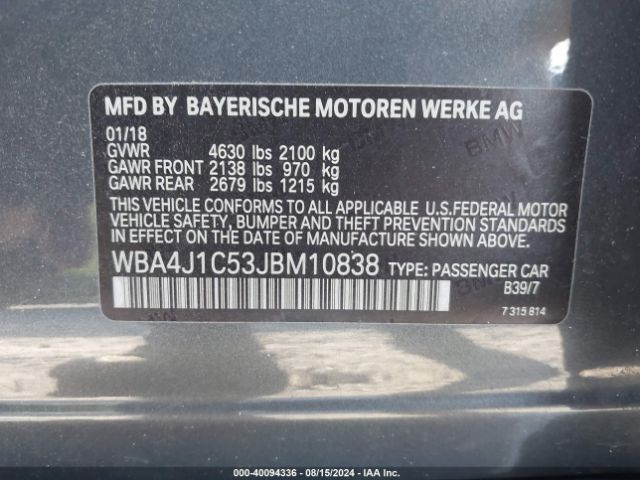 MFD BY BAYERISCHE MOTOREN WERKE AG
01/18
GVWR 4630 lbs 2100 kg
GAWR FRONT 2138 lbs 970 kg
GAWR REAR 2679 lbs 1215 kg
THIS VEHICLE CONFORMS TO ALL APPLICABLE U.S.FEDERAL MOTOR
VEHICLE SAFETY, BUMPER AND THEFT PREVENTION STANDARDS
IN EFFECT ON THE DATE OF MANUFACTURE SHOWN ABOVE.
WBA4J1C53JBM10838 TYPE: PASSENGER CAR
B39/7
7 315 814
000-40094336 - 08/15/2024 - IAA Inc.